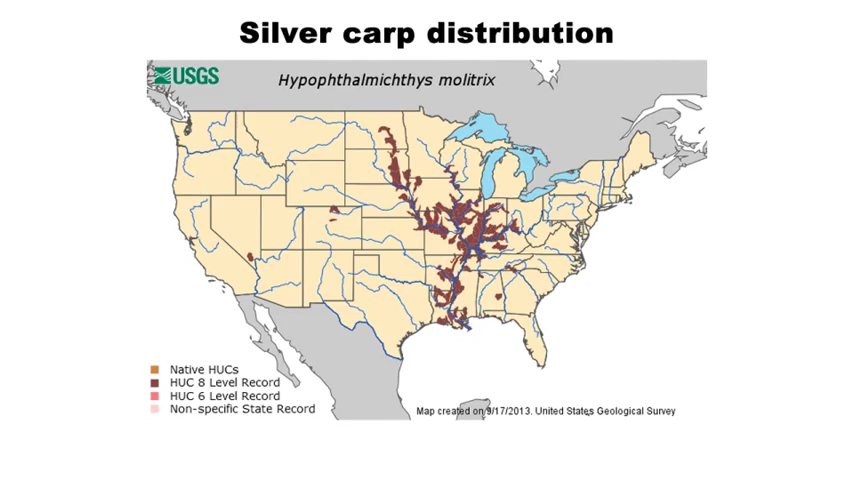 Silver carp distribution
USGS
Hypophthalmichthys molitrix
Native HUCs
HUC 8 Level Record
HUC 6 Level Record
Non-specific State Record
Map created on 9/17/2013. United States Geological Survey